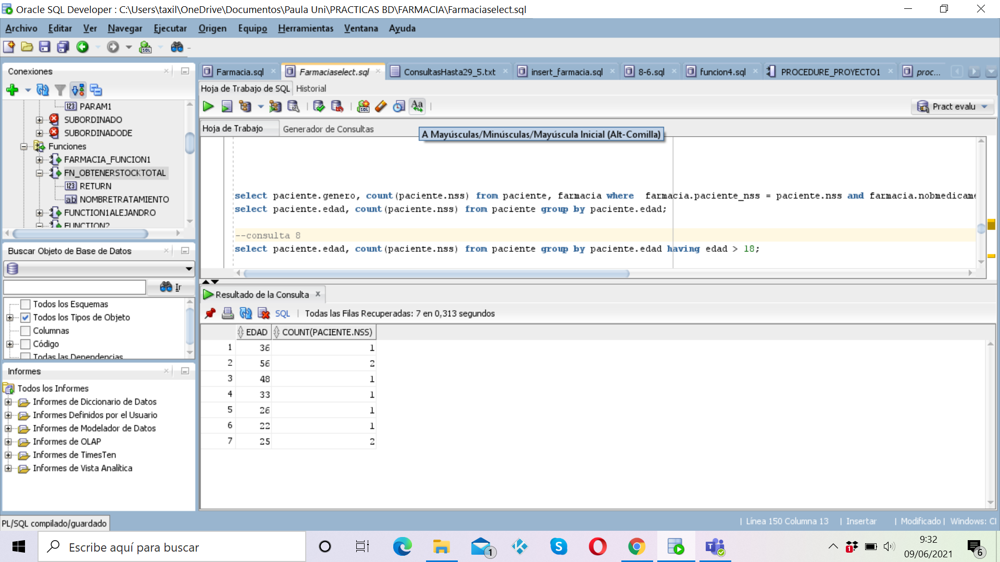 Oracle SQL Developer : C:\Users\taxil\OneDrive\Documentos\Paula Uni\PRACTICAS BD\FARMACIA\Farmaciaselect.sql
Archivo Editar Ver Navegar Ejecutar Origen Equipo Herramientas Ventana Ayuda
Conexiones
Farmacia.sql Farmaciaselect.sql ConsultasHasta29_5.txt insert_farmacia.sql 8-6.sql funcion4.sql PROCEDURE_PROYECTO1 proc...
Hoja de Trabajo de SQL Historial
Pract evalu
Hoja de Trabajo Generador de Consultas
A Mayúsculas/Minúsculas/Mayúscula Inicial (Alt-Comilla)
PARAM1
SUBORDINADO
SUBORDINADODE
Funciones
FARMACIA_FUNCION1
FN_OBTENERSTOCKTOTAL
RETURN
NOMBRETRATAMIENTO
FUNCTION1ALEJANDRO
FUNCTION2
select paciente.genero, count(paciente.nss) from paciente, farmacia where farmacia.paciente_nss = paciente.nss and farmacia.nobmedicame
select paciente.edad, count(paciente.nss) from paciente group by paciente.edad;
--consulta 8
select paciente.edad, count(paciente.nss) from paciente group by paciente.edad having edad > 18;
Buscar Objeto de Base de Datos
Ir
Todos los Esquemas
Todos los Tipos de Objeto
Columnas
Código
Todas las Dependencias
Informes
Todos los Informes
Informes de Diccionario de Datos
Informes Definidos por el Usuario
Informes de Modelador de Datos
Informes de OLAP
Informes de TimesTen
Informes de Vista Analítica
Resultado de la Consulta
SQL | Todas las Filas Recuperadas: 7 en 0,313 segundos
EDAD COUNT(PACIENTE.NSS)
1 36 1
2 56 2
3 48 1
4 33 1
5 26 1
6 22 1
7 25 2
PL/SQL compilado/guardado
| Línea 150 Columna 13 | Insertar | Modificado | Windows: CI
Escribe aquí para buscar
1
1
9:32
09/06/2021
6